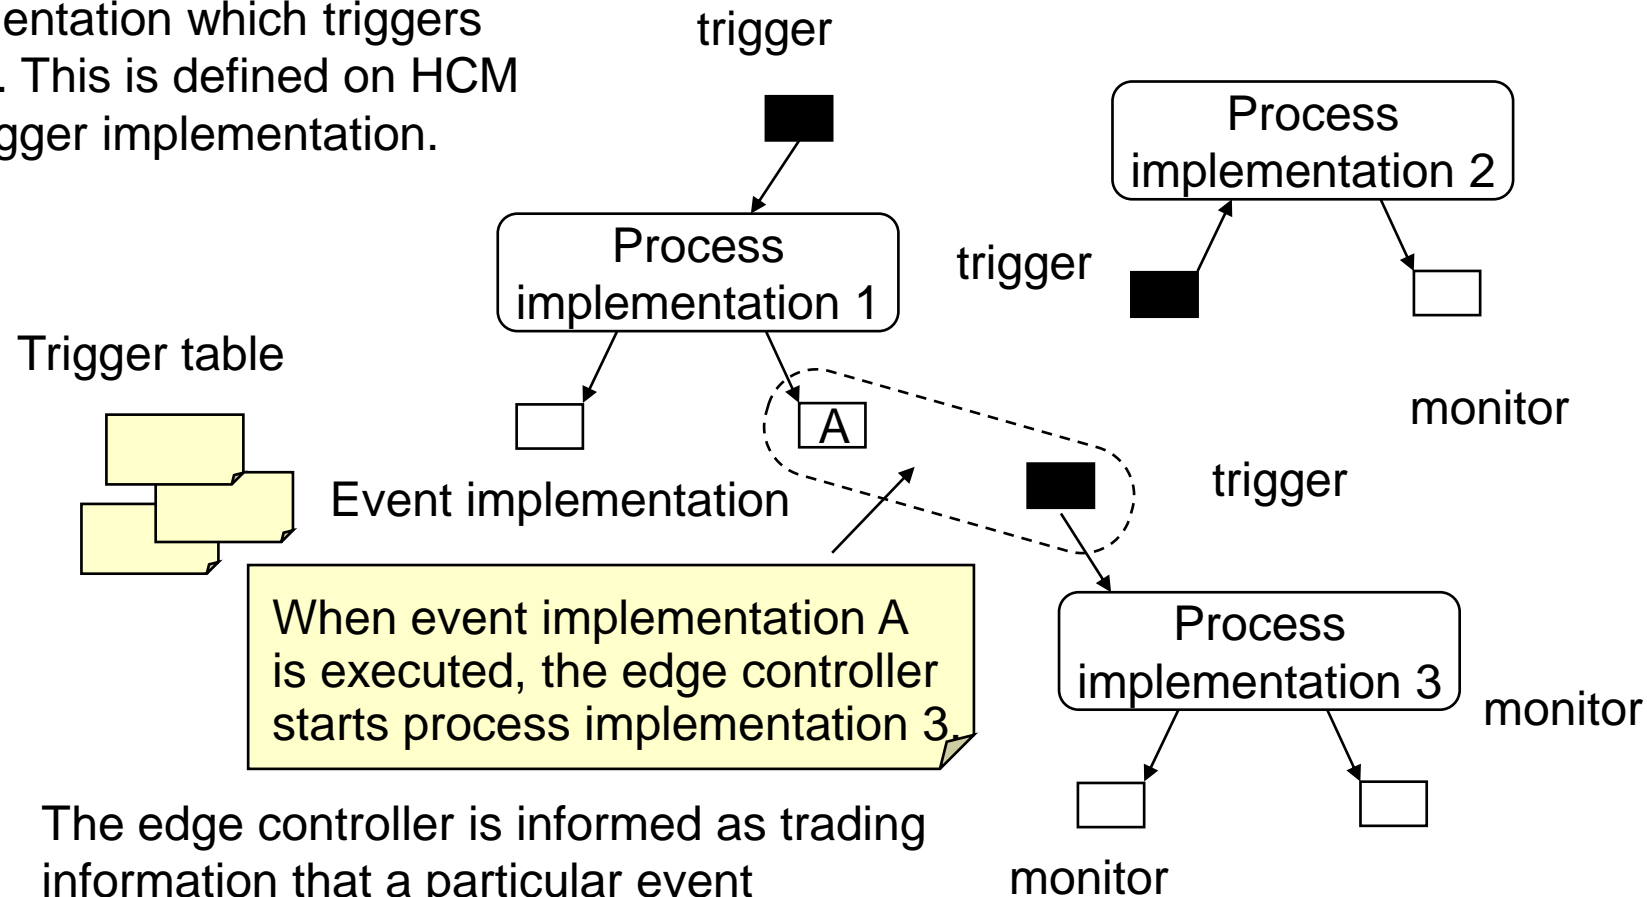 entation which triggers
. This is defined on HCM
gger implementation.
trigger
Process
implementation 2
Process
implementation 1
trigger
Trigger table
monitor
A
trigger
Event implementation
When event implementation A
is executed, the edge controller
starts process implementation 3.
Process
implementation 3
monitor
The edge controller is informed as trading
information that a particular event
monitor